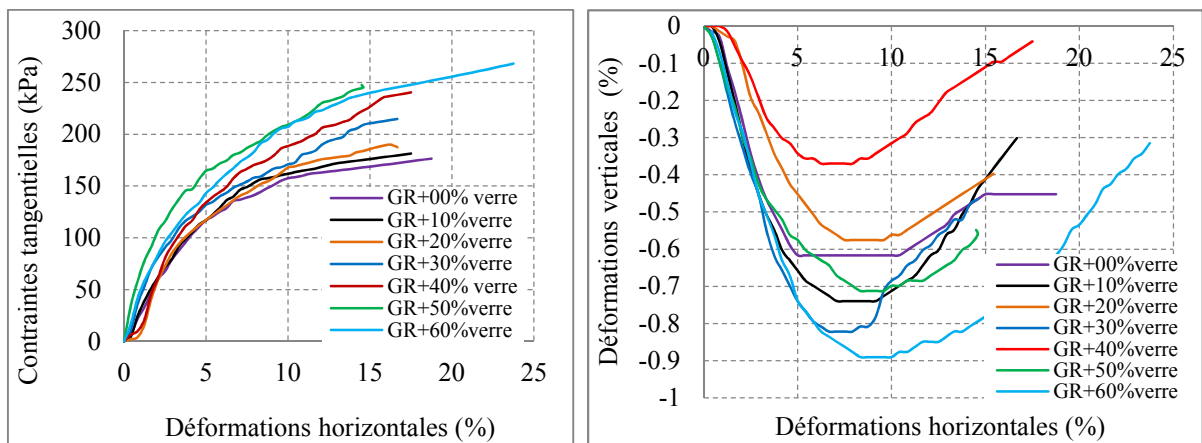 300
250
200
150
100
50
0
0 5 10 15 20 25
Contraintes tangentielles (kPa)
Déformations horizontales (%)
GR+00% verre
GR+10%verre
GR+20%verre
GR+30%verre
GR+40% verre
GR+50%verre
GR+60%verre
0
-0.1
-0.2
-0.3
-0.4
-0.5
-0.6
-0.7
-0.8
-0.9
-1
0 5 10 15 20 25
Déformations verticales (%)
Déformations horizontales (%)
GR+00%verre
GR+10%verre
GR+20%verre
GR+30%verre
GR+40%verre
GR+50%verre
GR+60%verre